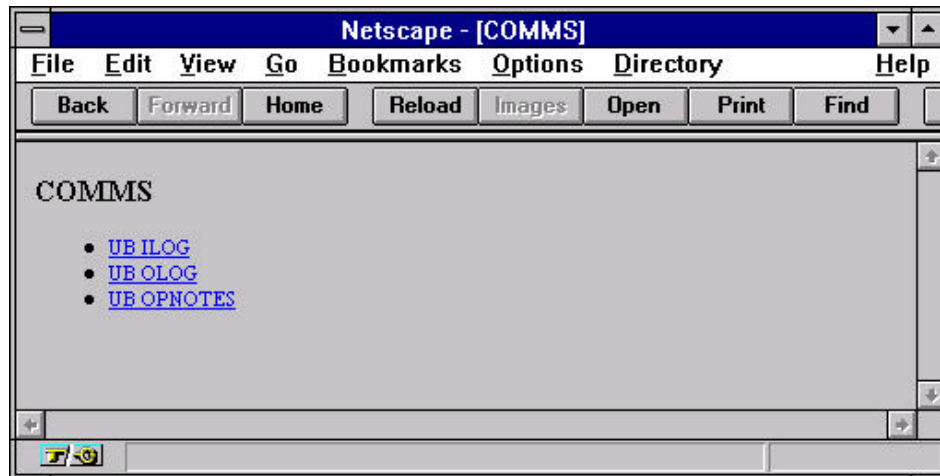 Netscape - [COMMS]
File Edit View Go Bookmarks Options Directory Help
Back Forward Home Reload Images Open Print Find
COMMS
UB ILOG
UB OLOG
UB OPNOTES